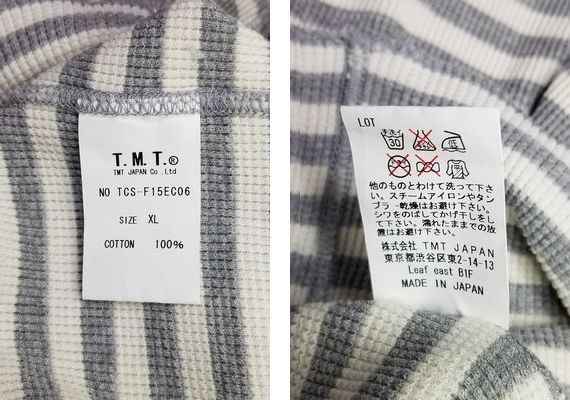 T.M.T.®
TMT JAPAN Co.,Ltd
NO TCS-F15EC06
SIZE XL
COTTON 100%
LOT
30
低
他のものとわけて洗って下さ
い。スチームアイロンやタン
ブラー乾燥はお避け下さい。
シワをのばしてかげ干しをし
て下さい。濡れたままでの放
置はお避け下さい。
株式会社 TMT JAPAN
東京都渋谷区東2-14-13
Leaf east B1F
MADE IN JAPAN